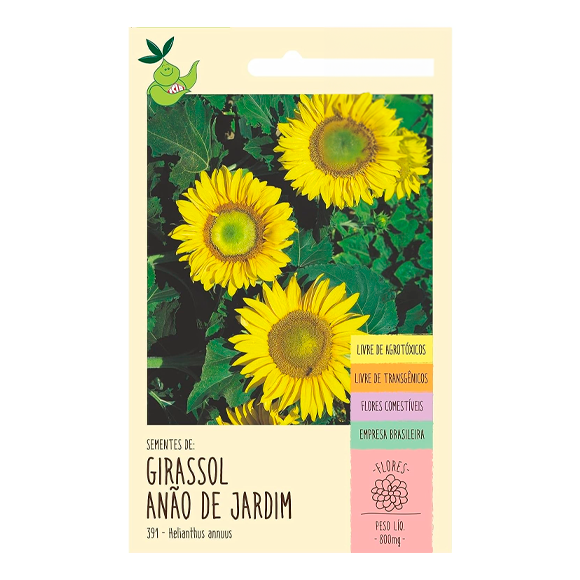 isla
LIVRE DE AGROTÓXICOS
LIVRE DE TRANSGÊNICOS
FLORES COMESTÍVEIS
EMPRESA BRASILEIRA
SEMENTES DE:
GIRASSOL
ANÃO DE JARDIM
391 - Helianthus annuus
-FLORES-
PESO LÍQ.
- 800mg -